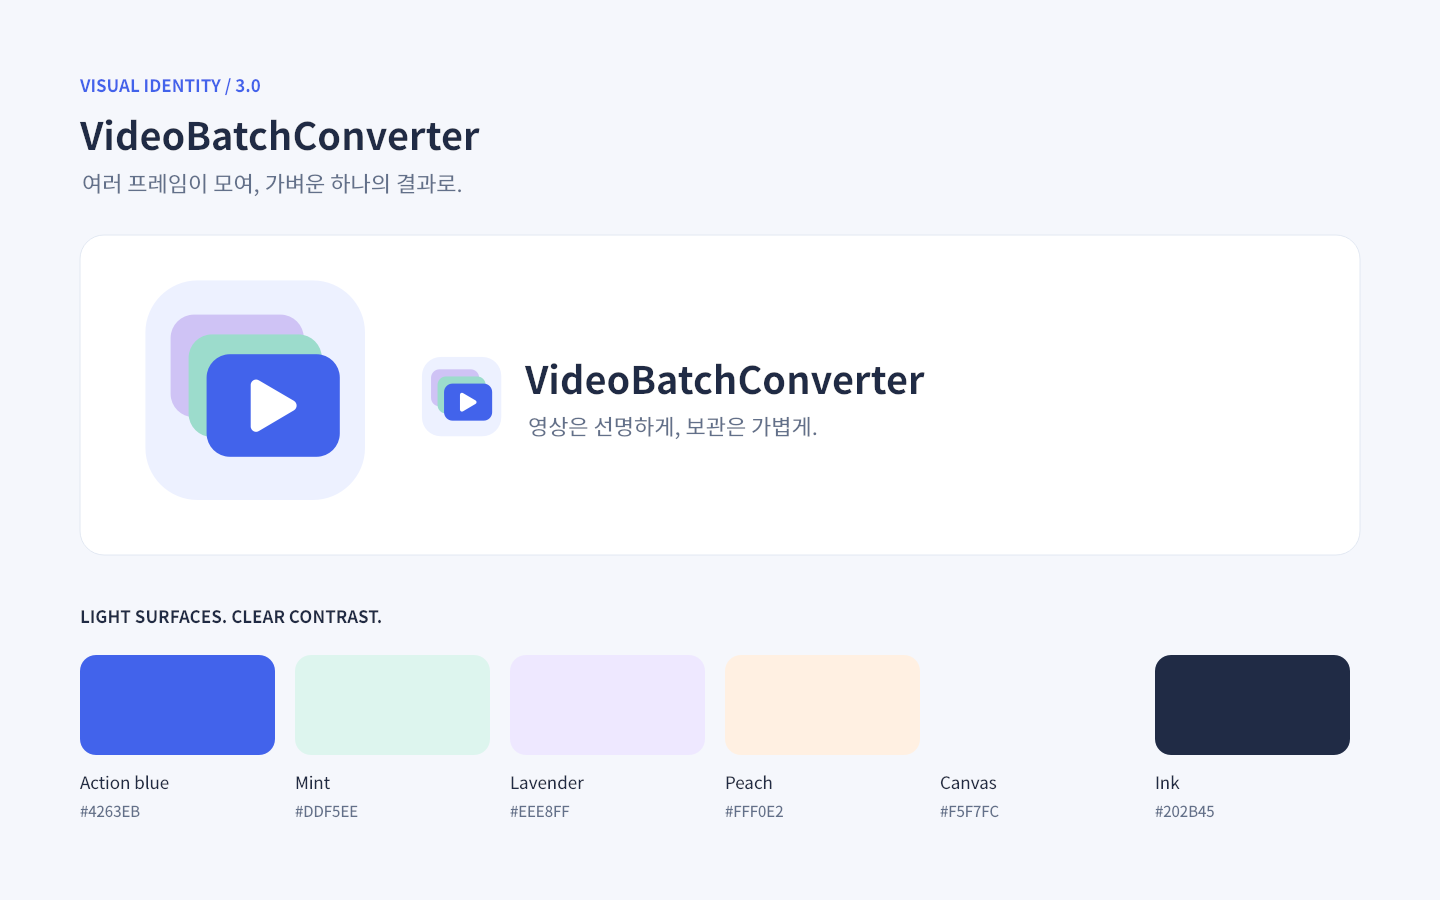 VISUAL IDENTITY / 3.0
VideoBatchConverter
여러 프레임이 모여, 가벼운 하나의 결과로.
VideoBatchConverter
영상은 선명하게, 보관은 가볍게.
LIGHT SURFACES. CLEAR CONTRAST.
Action blue
#4263EB
Mint
#DDF5EE
Lavender
#EEE8FF
Peach
#FFF0E2
Canvas
#F5F7FC
Ink
#202B45